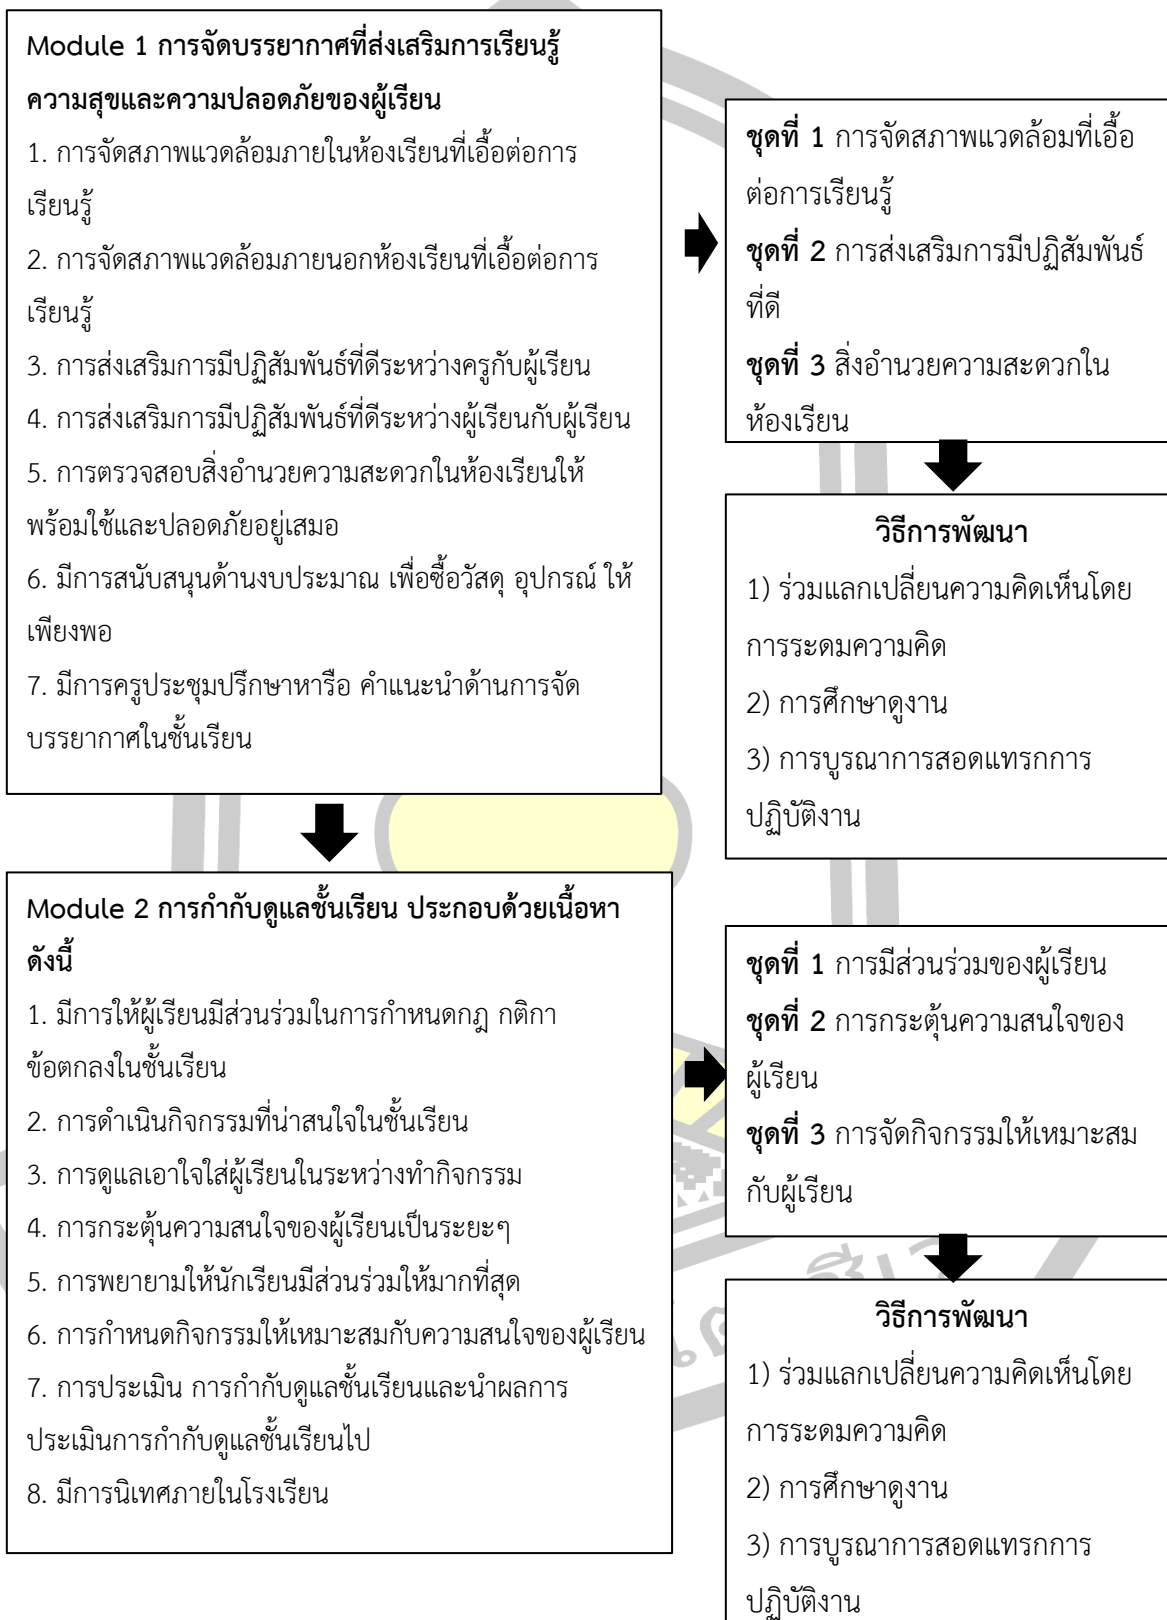 Module 1 การจัดบรรยากาศที่ส่งเสริมการเรียนรู้
ความสุขและความปลอดภัยของผู้เรียน
1. การจัดสภาพแวดล้อมภายในห้องเรียนที่เอื้อต่อการ
เรียนรู้
2. การจัดสภาพแวดล้อมภายนอกห้องเรียนที่เอื้อต่อการ
เรียนรู้
3. การส่งเสริมการมีปฏิสัมพันธ์ที่ดีระหว่างครูกับผู้เรียน
4. การส่งเสริมการมีปฏิสัมพันธ์ที่ดีระหว่างผู้เรียนกับผู้เรียน
5. การตรวจสอบสิ่งอำนวยความสะดวกในห้องเรียนให้
พร้อมใช้และปลอดภัยอยู่เสมอ
6. มีการสนับสนุนด้านงบประมาณ เพื่อซื้อวัสดุ อุปกรณ์ ให้
เพียงพอ
7. มีการครูประชุมปรึกษาหารือ คำแนะนำด้านการจัด
บรรยากาศในชั้นเรียน
ชุดที่ 1 การจัดสภาพแวดล้อมที่เอื้อ
ต่อการเรียนรู้
ชุดที่ 2 การส่งเสริมการมีปฏิสัมพันธ์
ที่ดี
ชุดที่ 3 สิ่งอำนวยความสะดวกใน
ห้องเรียน
วิธีการพัฒนา
1) ร่วมแลกเปลี่ยนความคิดเห็นโดย
การระดมความคิด
2) การศึกษาดูงาน
3) การบูรณาการสอดแทรกการ
ปฏิบัติงาน
Module 2 การกำกับดูแลชั้นเรียน ประกอบด้วยเนื้อหา
ดังนี้
1. มีการให้ผู้เรียนมีส่วนร่วมในการกำหนดกฎ กติกา
ข้อตกลงในชั้นเรียน
2. การดำเนินกิจกรรมที่น่าสนใจในชั้นเรียน
3. การดูแลเอาใจใส่ผู้เรียนในระหว่างทำกิจกรรม
4. การกระตุ้นความสนใจของผู้เรียนเป็นระยะๆ
5. การพยายามให้นักเรียนมีส่วนร่วมให้มากที่สุด
6. การกำหนดกิจกรรมให้เหมาะสมกับความสนใจของผู้เรียน
7. การประเมิน การกำกับดูแลชั้นเรียนและนำผลการ
ประเมินการกำกับดูแลชั้นเรียนไป
8. มีการนิเทศภายในโรงเรียน
ชุดที่ 1 การมีส่วนร่วมของผู้เรียน
ชุดที่ 2 การกระตุ้นความสนใจของ
ผู้เรียน
ชุดที่ 3 การจัดกิจกรรมให้เหมาะสม
กับผู้เรียน
วิธีการพัฒนา
1) ร่วมแลกเปลี่ยนความคิดเห็นโดย
การระดมความคิด
2) การศึกษาดูงาน
3) การบูรณาการสอดแทรกการ
ปฏิบัติงาน